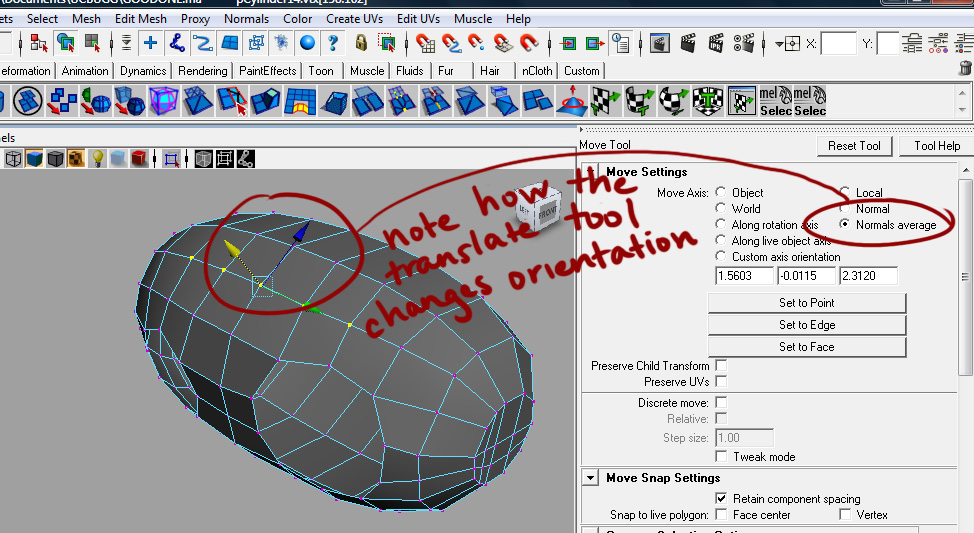 \Documents\UCBUGG\GOODONE.ma pcylinder14.vtx[158:162]
ets Select Mesh Edit Mesh Proxy Normals Color Create UVs Edit UVs Muscle Help
X: Y:
eformation Animation Dynamics Rendering PaintEffects Toon Muscle Fluids Fur Hair nCloth Custom
mel mel
Selec Selec
els
Move Tool Reset Tool Tool Help
Move Settings
Move Axis: Object Local
World Normal
Along rotation axis Normals average
Along live object axis
Custom axis orientation
1.5603 -0.0115 2.3120
Set to Point
Set to Edge
Set to Face
Preserve Child Transform
Preserve UVs
Discrete move:
Relative:
Step size: 1.00
Tweak mode
Move Snap Settings
Retain component spacing
Snap to live polygon: Face center Vertex
LEFT FRONT
note how the
translate tool
changes orientation